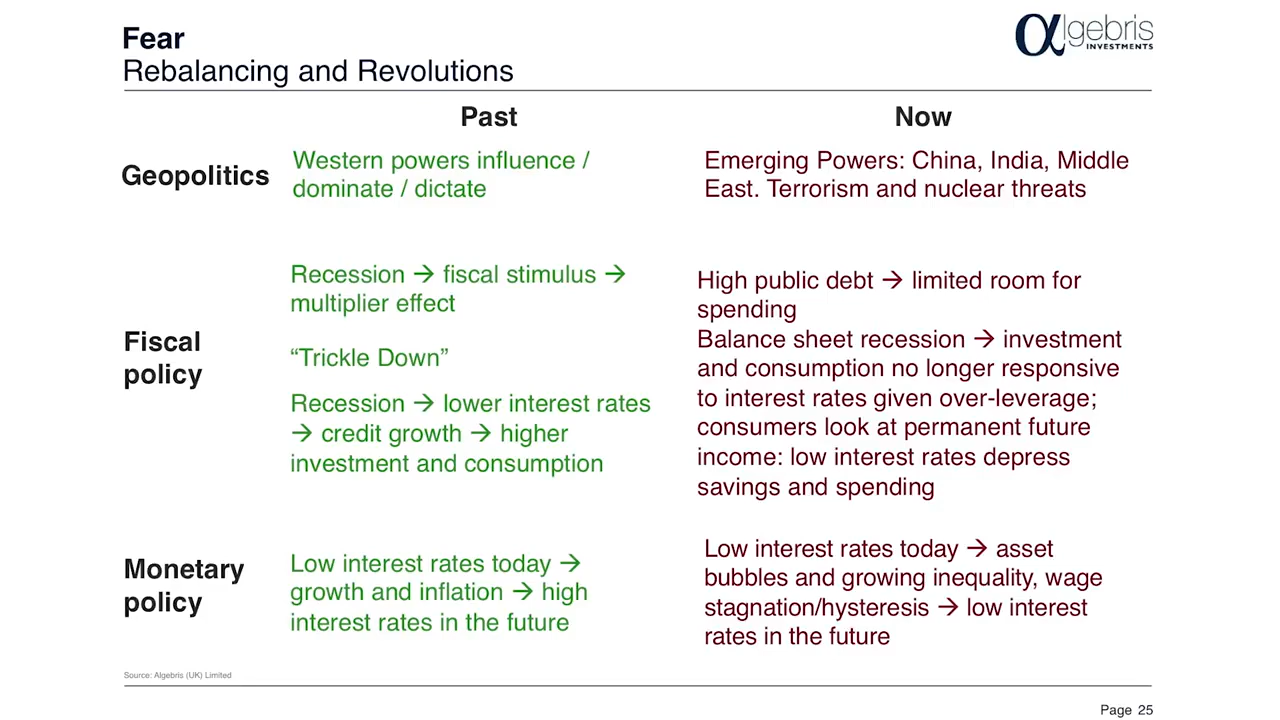 Fear
Rebalancing and Revolutions
αlgebris
INVESTMENTS
Past
Now
Geopolitics
Western powers influence /
dominate / dictate
Emerging Powers: China, India, Middle
East. Terrorism and nuclear threats
Fiscal
policy
Recession → fiscal stimulus →
multiplier effect
“Trickle Down”
Recession → lower interest rates
→ credit growth → higher
investment and consumption
High public debt → limited room for
spending
Balance sheet recession → investment
and consumption no longer responsive
to interest rates given over-leverage;
consumers look at permanent future
income: low interest rates depress
savings and spending
Monetary
policy
Low interest rates today →
growth and inflation → high
interest rates in the future
Low interest rates today → asset
bubbles and growing inequality, wage
stagnation/hysteresis → low interest
rates in the future
Source: Algebris (UK) Limited
Page 25